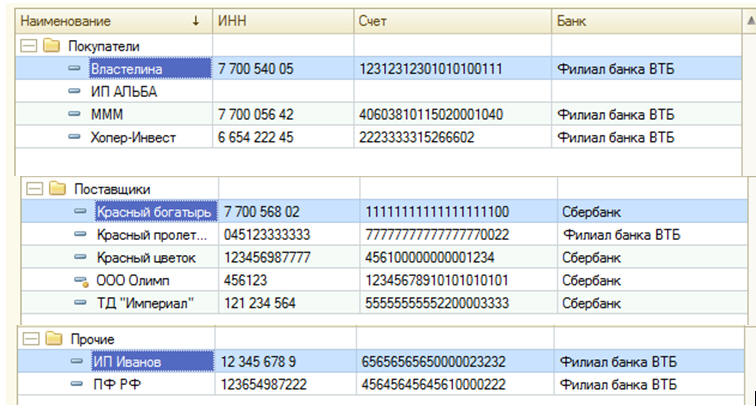 Наименование ↓ ИНН Счет Банк
Покупатели
Властелина 7 700 540 05 12312312301010100111 Филиал банка ВТБ
ИП АЛЬБА
МММ 7 700 056 42 40603810115020001040 Филиал банка ВТБ
Хопер-Инвест 6 654 222 45 2223333315266602 Филиал банка ВТБ
Поставщики
Красный богатырь 7 700 568 02 11111111111111111100 Сбербанк
Красный пролет... 045123333333 77777777777777770022 Филиал банка ВТБ
Красный цветок 123456987777 456100000000001234 Сбербанк
ООО Олимп 456123 12345678910101010101 Сбербанк
ТД "Империал" 121 234 564 55555555552200003333 Сбербанк
Прочие
ИП Иванов 12 345 678 9 65656565650000023232 Филиал банка ВТБ
ПФ РФ 123654987222 45645645645610000222 Филиал банка ВТБ